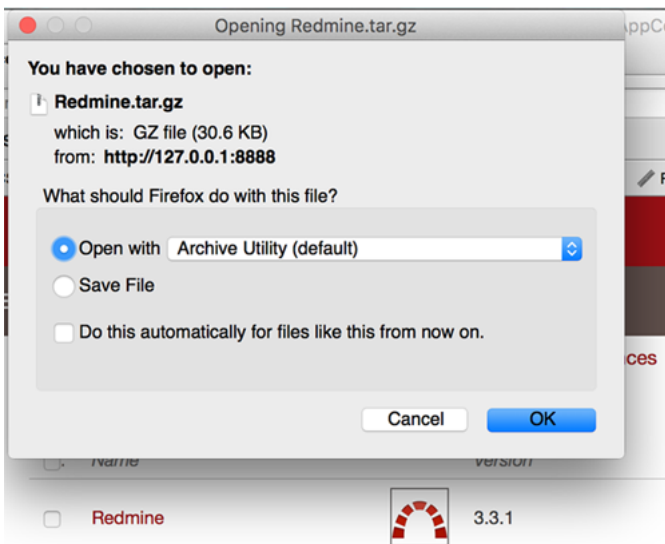 Opening Redmine.tar.gz
AppCo
You have chosen to open:
Redmine.tar.gz
which is: GZ file (30.6 KB)
from: http://127.0.0.1:8888
What should Firefox do with this file?
Open with Archive Utility (default)
Save File
Do this automatically for files like this from now on.
ces
Cancel OK
Name Version
Redmine 3.3.1